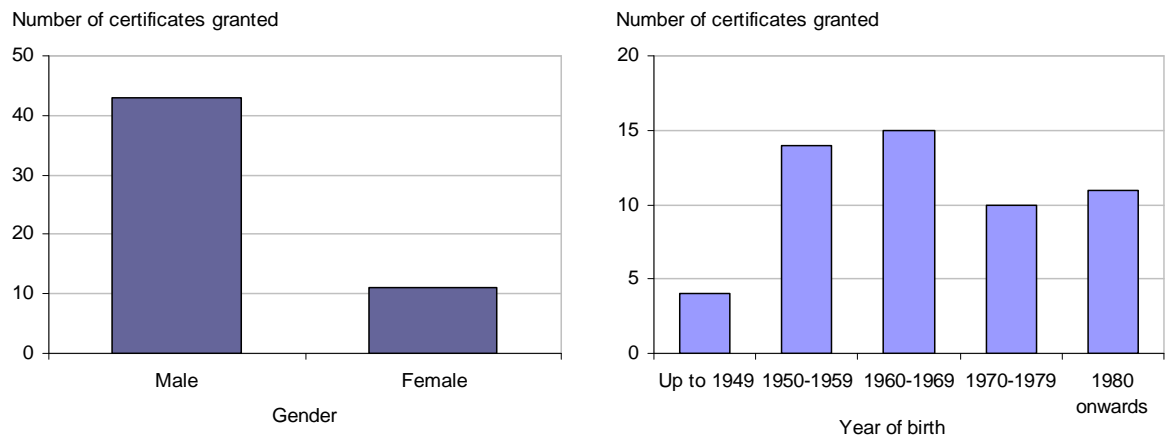 Number of certificates granted
50
40
30
20
10
0
Male Female
Gender
Number of certificates granted
20
15
10
5
0
Up to 1949 1950-1959 1960-1969 1970-1979 1980
onwards
Year of birth